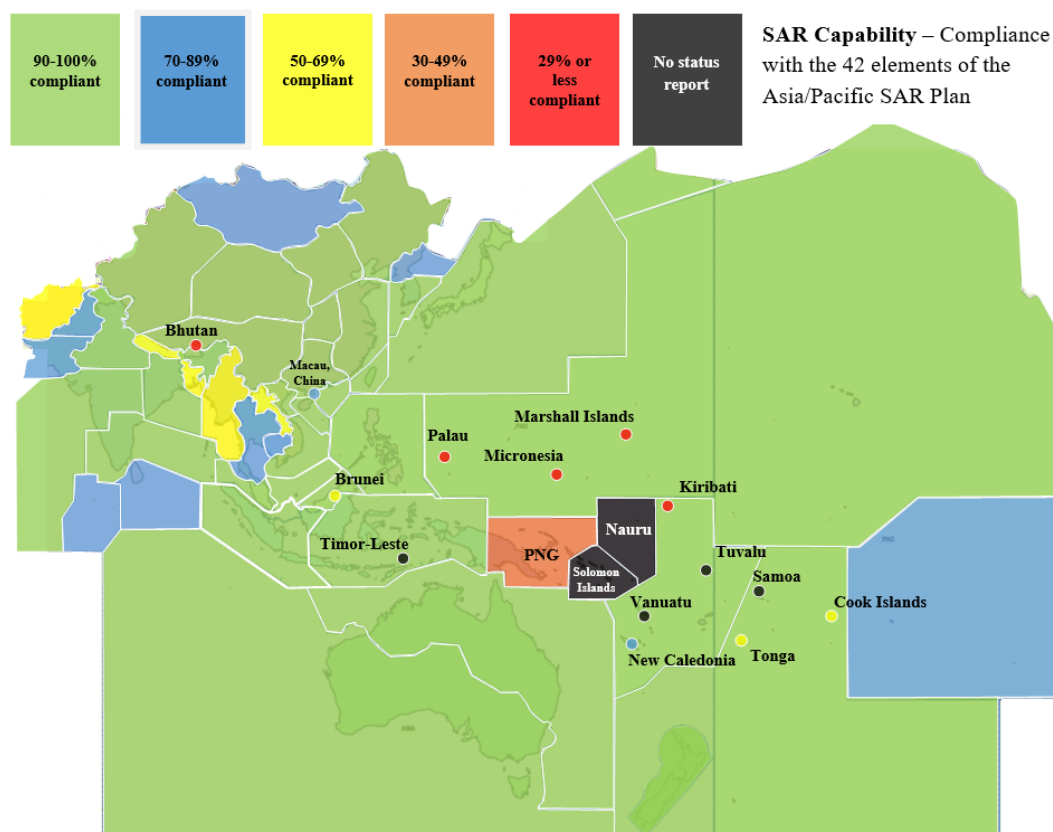 90-100%
compliant
70-89%
compliant
50-69%
compliant
30-49%
compliant
29% or
less
compliant
No status
report
SAR Capability – Compliance
with the 42 elements of the
Asia/Pacific SAR Plan
Bhutan
Macau,
China
Marshall Islands
Palau
Micronesia
Brunei
Kiribati
Nauru
Timor-Leste
PNG
Solomon
Islands
Tuvalu
Samoa
Vanuatu
Cook Islands
New Caledonia
Tonga